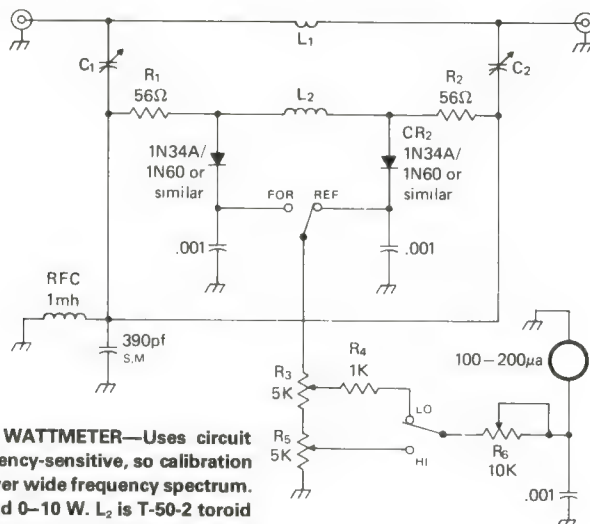 L1
C1
C2
R1
56Ω
L2
R2
56Ω
1N34A/
1N60 or
similar
CR2
1N34A/
1N60 or
similar
FOR
REF
.001
.001
RFC
1mh
390pf
S.M
R3
5K
R4
1K
100–200μa
LO
R5
5K
HI
R6
10K
.001
WATTMETER—Uses circuit
ency-sensitive, so calibration
er wide frequency spectrum.
d 0–10 W. L2 is T-50-2 toroid